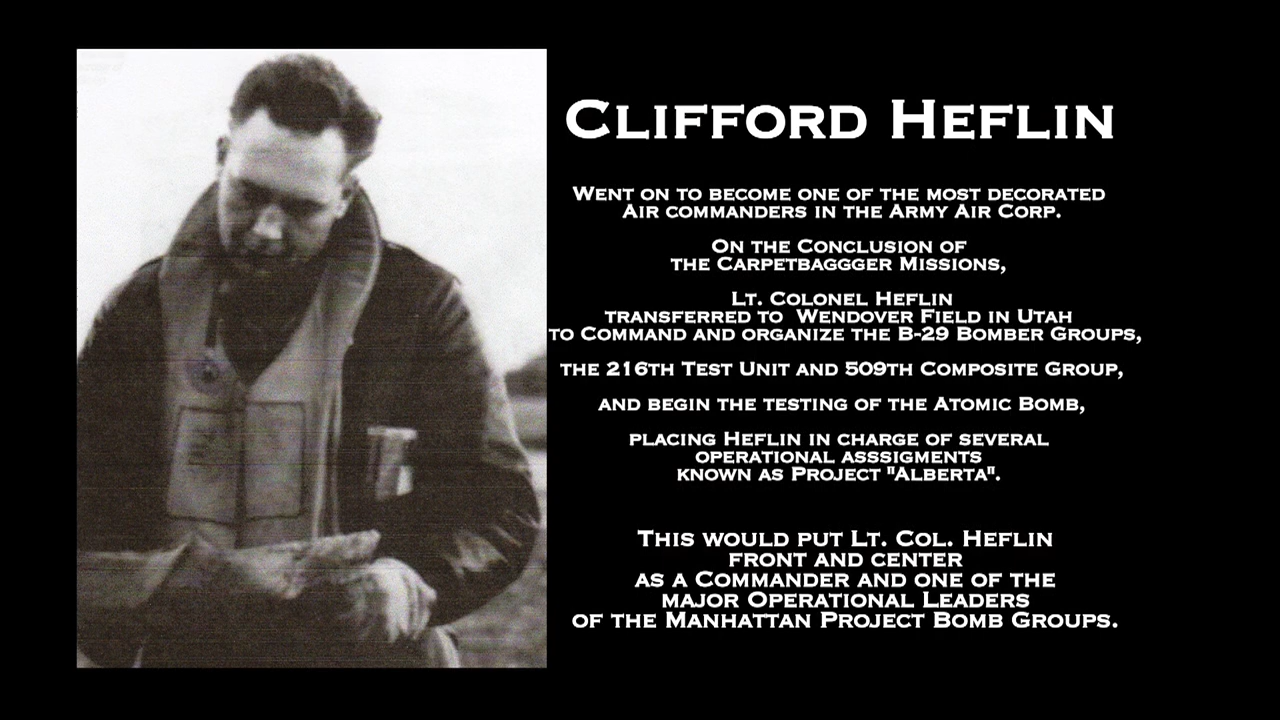 CLIFFORD HEFLIN
WENT ON TO BECOME ONE OF THE MOST DECORATED
AIR COMMANDERS IN THE ARMY AIR CORP.
ON THE CONCLUSION OF
THE CARPETBAGGGER MISSIONS,
LT. COLONEL HEFLIN
TRANSFERRED TO WENDOVER FIELD IN UTAH
TO COMMAND AND ORGANIZE THE B-29 BOMBER GROUPS,
THE 216TH TEST UNIT AND 509TH COMPOSITE GROUP,
AND BEGIN THE TESTING OF THE ATOMIC BOMB,
PLACING HEFLIN IN CHARGE OF SEVERAL
OPERATIONAL ASSSIGMENTS
KNOWN AS PROJECT "ALBERTA".
THIS WOULD PUT LT. COL. HEFLIN
FRONT AND CENTER
AS A COMMANDER AND ONE OF THE
MAJOR OPERATIONAL LEADERS
OF THE MANHATTAN PROJECT BOMB GROUPS.